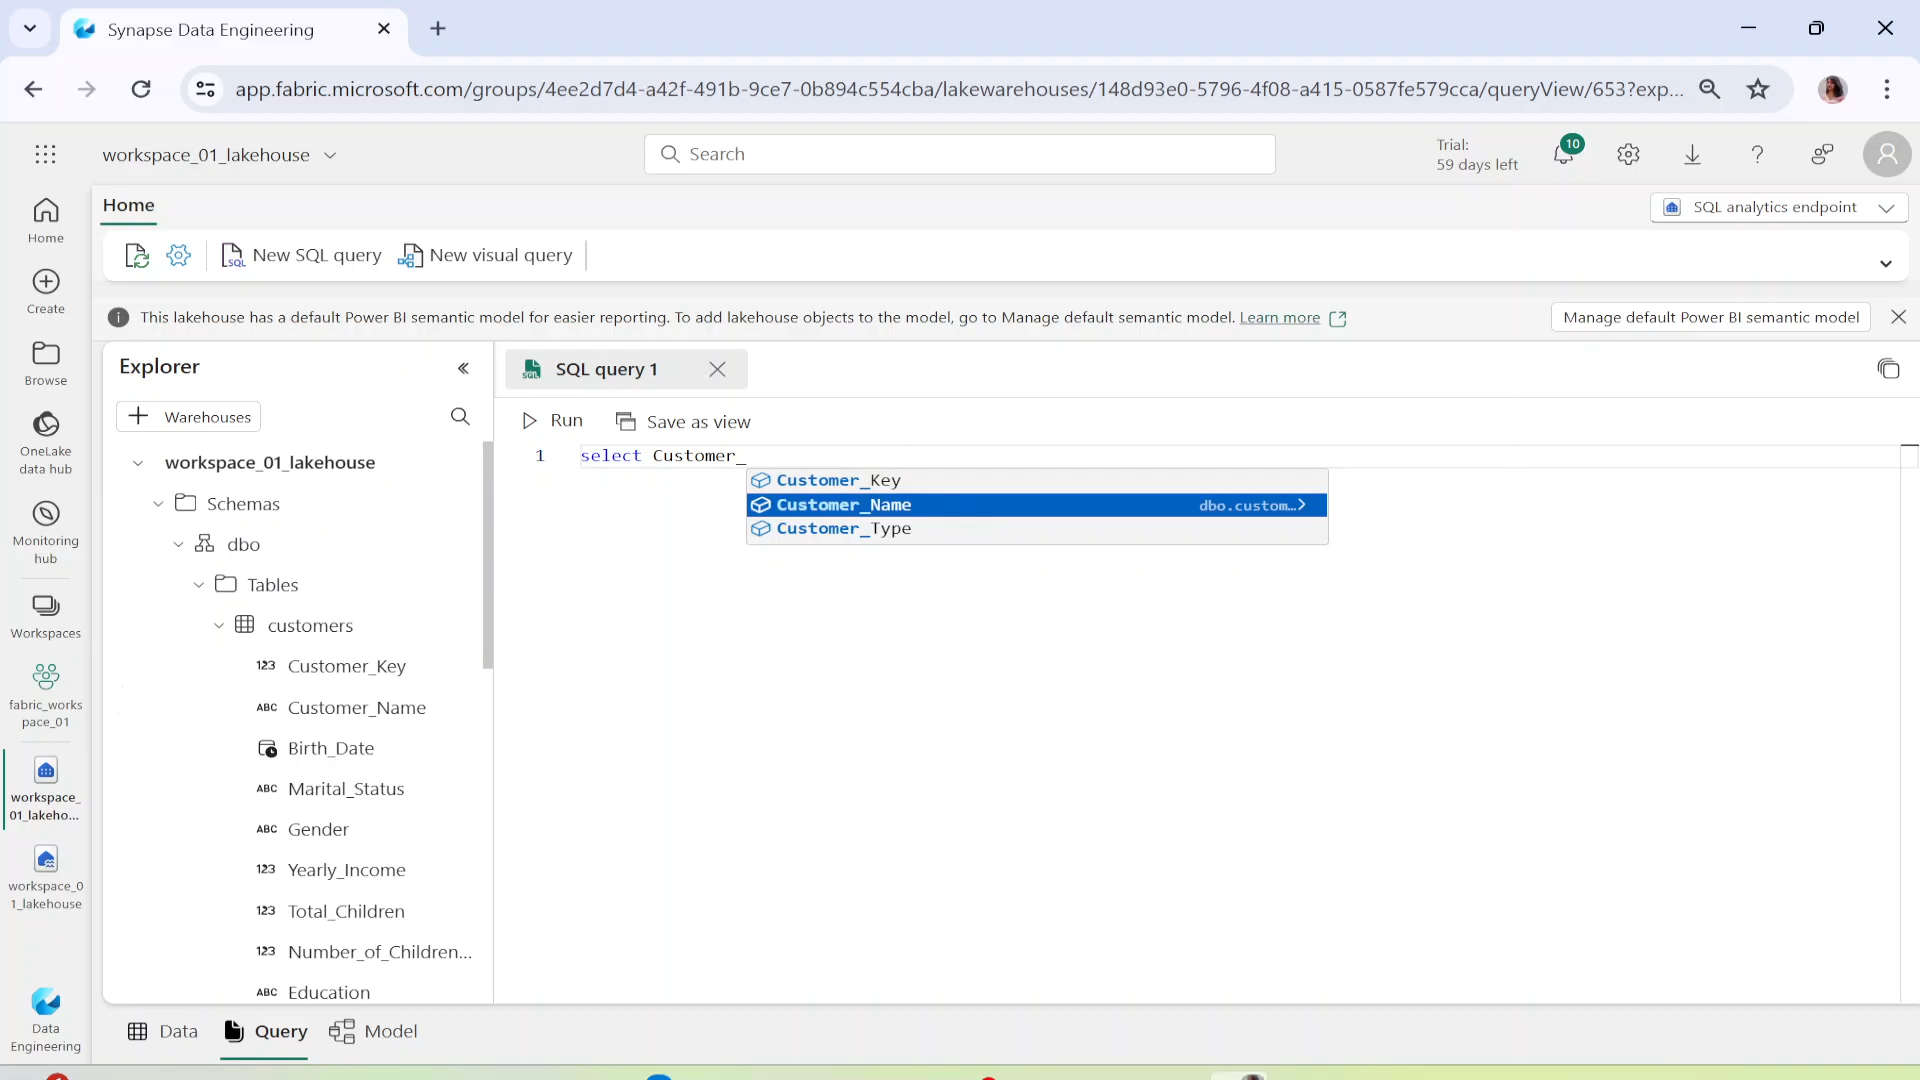 Synapse Data Engineering
app.fabric.microsoft.com/groups/4ee2d7d4-a42f-491b-9ce7-0b894c554cba/lakewarehouses/148d93e0-5796-4f08-a415-0587fe579cca/queryView/653?exp...
workspace_01_lakehouse
Search
Trial:
59 days left
10
Home
SQL analytics endpoint
New SQL query
New visual query
This lakehouse has a default Power BI semantic model for easier reporting. To add lakehouse objects to the model, go to Manage default semantic model. Learn more
Manage default Power BI semantic model
Home
Create
Browse
OneLake
data hub
Monitoring
hub
Workspaces
fabric_works
pace_01
workspace_
01_lakeho...
workspace_0
1_lakehouse
Data
Engineering
Explorer
Warehouses
workspace_01_lakehouse
Schemas
dbo
Tables
customers
123 Customer_Key
ABC Customer_Name
Birth_Date
ABC Marital_Status
ABC Gender
123 Yearly_Income
123 Total_Children
123 Number_of_Children...
ABC Education
SQL query 1
Run
Save as view
1 select Customer_
Customer_Key
Customer_Name dbo.custom...
Customer_Type
Data
Query
Model